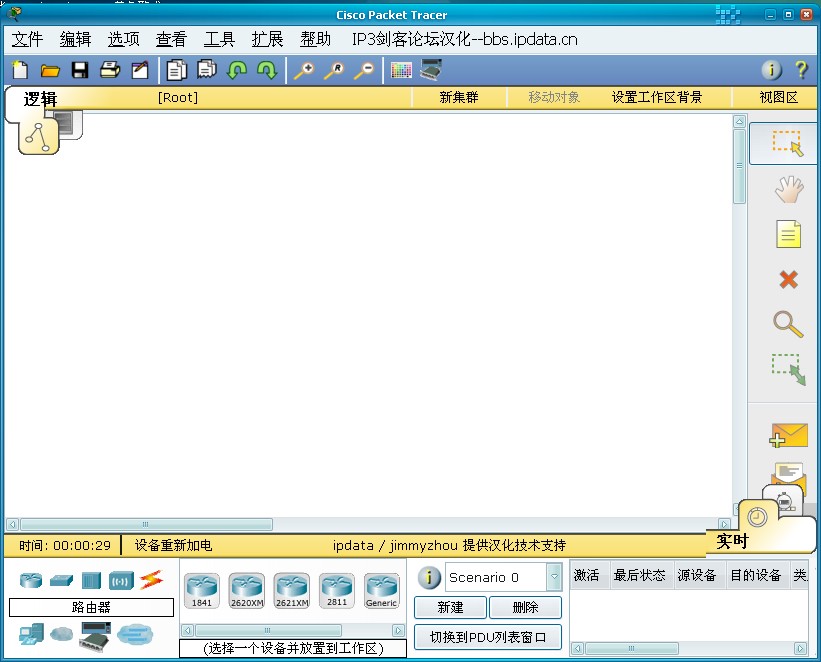 Cisco Packet Tracer
文件 编辑 选项 查看 工具 扩展 帮助 IP3剑客论坛汉化--bbs.ipdata.cn
逻辑 [Root] 新集群 移动对象 设置工作区背景 视图区
实时
时间: 00:00:29 设备重新加电 ipdata / jimmyzhou 提供汉化技术支持
Scenario 0 激活 最后状态 源设备 目的设备 类
1841 2620XM 2621XM 2811 Generic
路由器 新建 删除
切换到PDU列表窗口
(选择一个设备并放置到工作区)